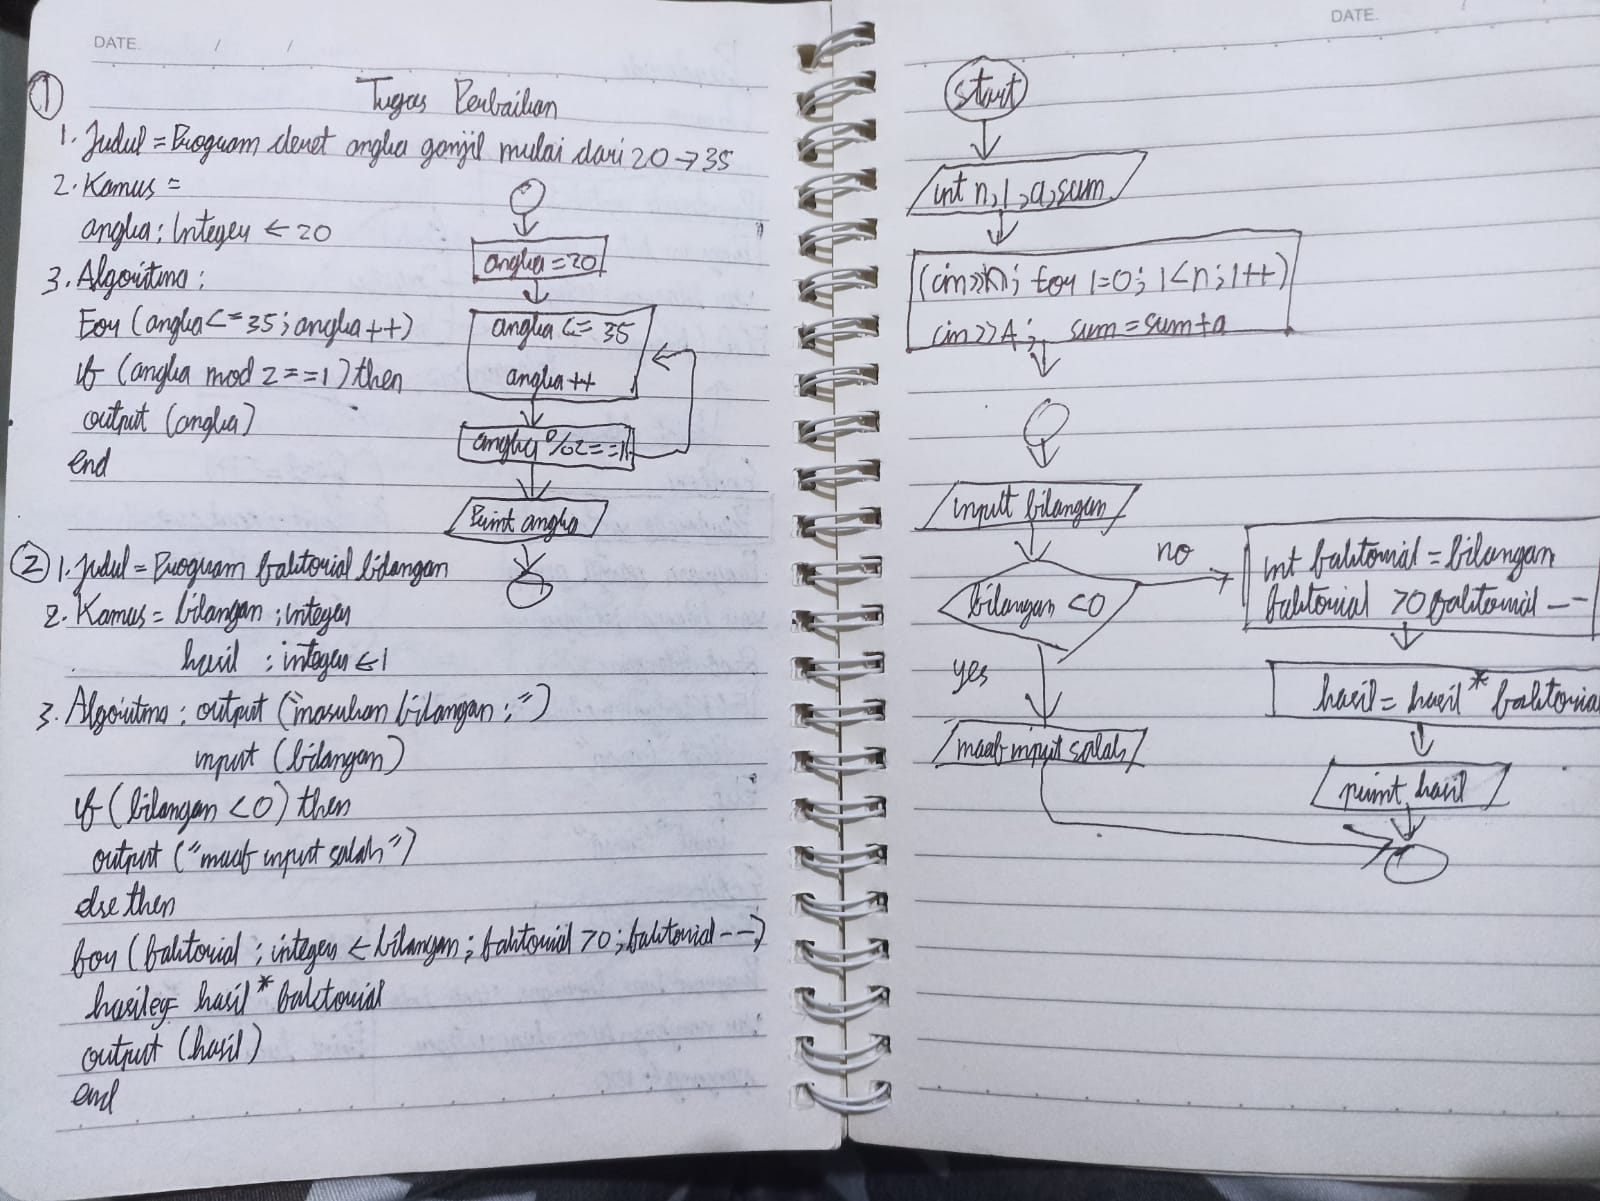 DATE. / /
①
Tugas Perbaikan
1. Judul = Program deret angka ganjil mulai dari 20 → 35
2. Kamus =
angka : Integer ← 20
3. Algoritma :
For (angka <= 35 ; angka ++)
if (angka mod 2 == 1) then
output (angka)
end
angka = 20
angka <= 35
angka ++
angka % 2 == 1
Print angka
② 1. Judul = Program faktorial bilangan
2. Kamus = bilangan : integer
hasil : integer ← 1
3. Algoritma : output ("masukan bilangan : ")
input (bilangan)
if (bilangan < 0) then
output ("maaf input salah")
else then
for (faktorial : integer ← bilangan ; faktorial > 0 ; faktorial --)
hasil ← hasil * faktorial
output (hasil)
end
DATE. /
start
int n, I, a, sum
(cin >> n; for I=0; I<n; I++)
cin >> A; sum = sum + a
input bilangan
bilangan < 0
no
int faktorial = bilangan
faktorial > 0 faktorial --
yes
hasil = hasil * faktorial
maaf input salah
print hasil